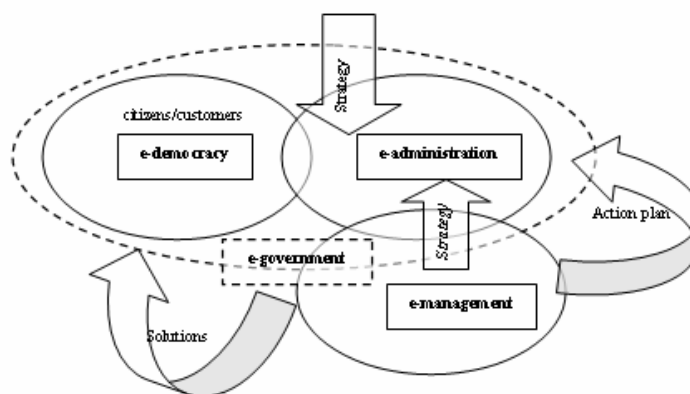 Strategy
citizens/customers
e-democracy
e-administration
Action plan
Strategy
e-government
e-management
Solutions